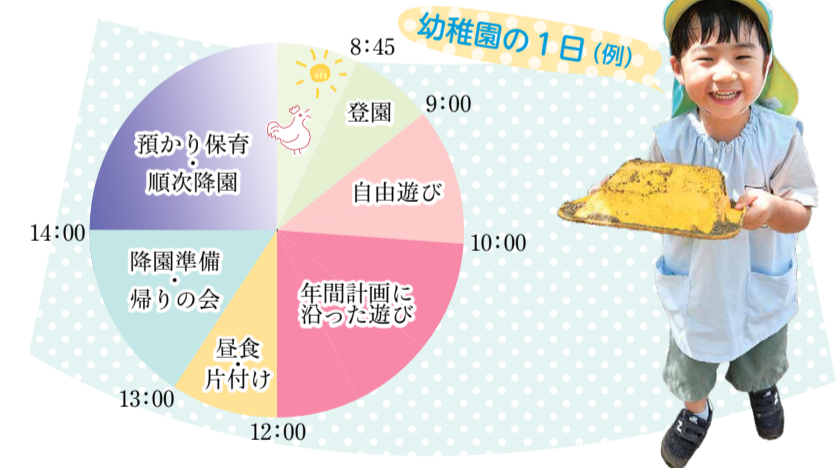 幼稚園の1日(例)
8:45
登園
9:00
自由遊び
10:00
年間計画に
沿った遊び
12:00
昼食
・
片付け
13:00
降園準備
・
帰りの会
14:00
預かり保育
・
順次降園